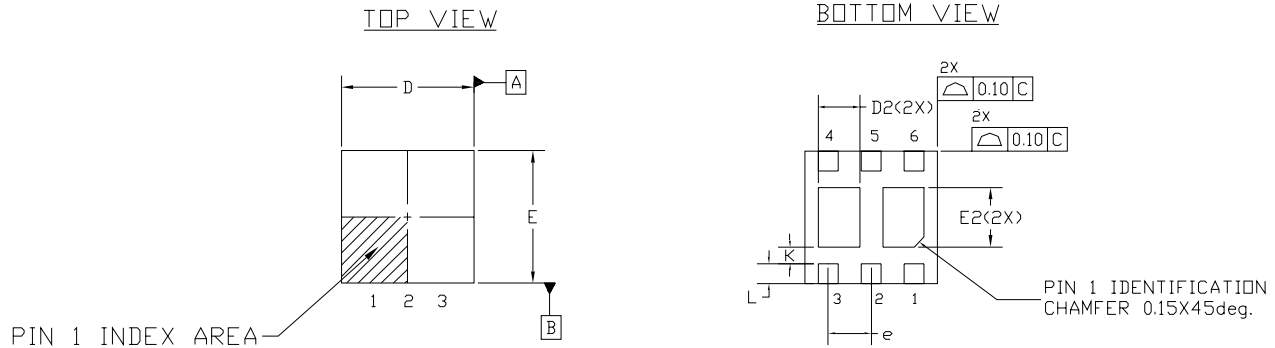 TOP VIEW
D
A
E
1 2 3
B
PIN 1 INDEX AREA
BOTTOM VIEW
2X
0.10 C
D2(2X)
2X
0.10 C
4 5 6
E2(2X)
K
L
3 2 1
e
PIN 1 IDENTIFICATION
CHAMFER 0.15X45deg.